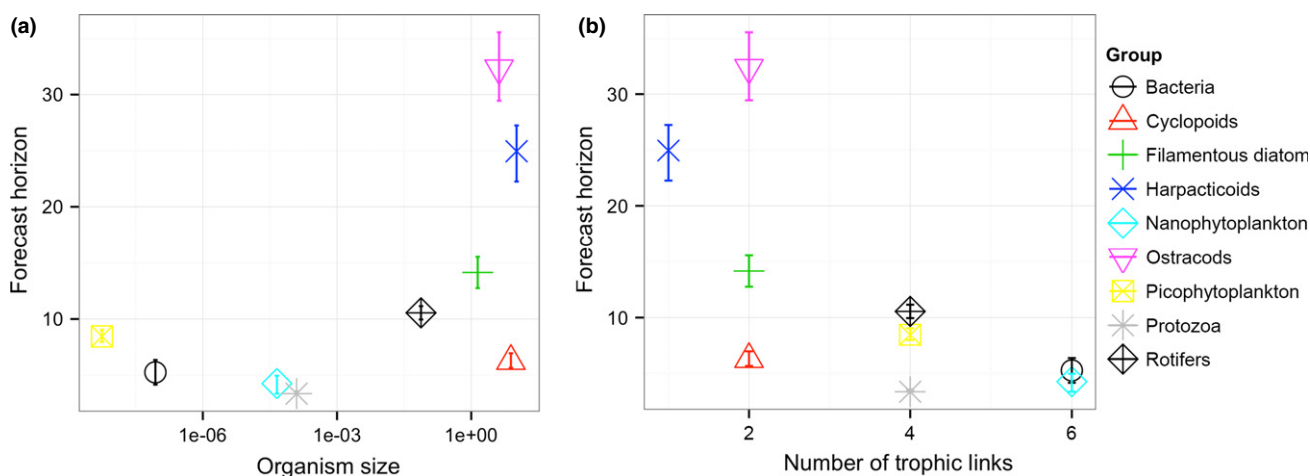 (a)
Forecast horizon
30
20
10
1e-06 1e-03 1e+00
Organism size
(b)
Forecast horizon
30
20
10
2 4 6
Number of trophic links
Group
Bacteria
Cyclopoids
Filamentous diatom
Harpacticoids
Nanophytoplankton
Ostracods
Picophytoplankton
Protozoa
Rotifers